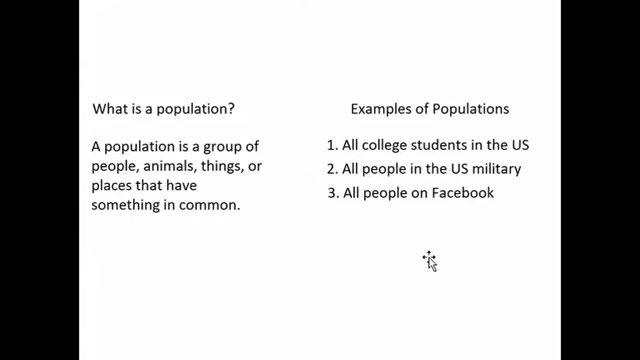 What is a population?
A population is a group of
people, animals, things, or
places that have
something in common.
Examples of Populations
1. All college students in the US
2. All people in the US military
3. All people on Facebook